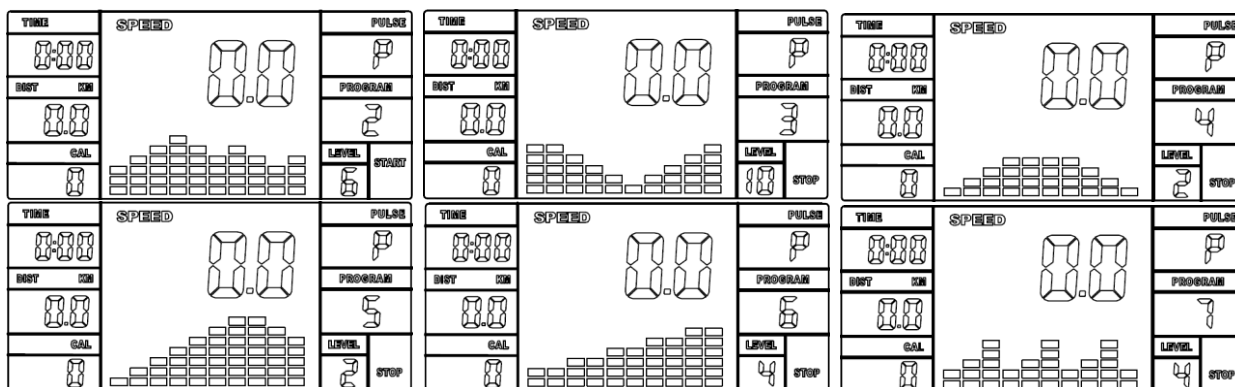 TIME SPEED PULSE
0:00 0.0 P
DIST KM PROGRAM
0.0 2
CAL LEVEL START
0 6
TIME SPEED PULSE
0:00 0.0 P
DIST KM PROGRAM
0.0 3
CAL LEVEL STOP
0 10
TIME SPEED PULSE
0:00 0.0 P
DIST KM PROGRAM
0.0 4
CAL LEVEL STOP
0 2
TIME SPEED PULSE
0:00 0.0 P
DIST KM PROGRAM
0.0 5
CAL LEVEL STOP
0 2
TIME SPEED PULSE
0:00 0.0 P
DIST KM PROGRAM
0.0 6
CAL LEVEL STOP
0 4
TIME SPEED PULSE
0:00 0.0 P
DIST KM PROGRAM
0.0 7
CAL LEVEL STOP
0 4